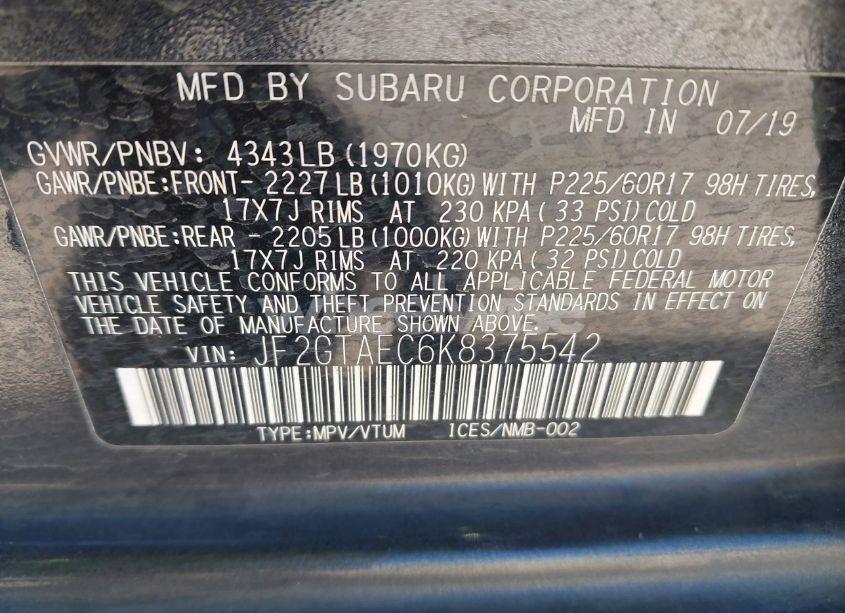 MFD BY SUBARU CORPORATION
MFD IN 07/19
GVWR/PNBV: 4343LB (1970KG)
GAWR/PNBE:FRONT- 2227 LB (1010KG) WITH P225/60R17 98H TIRES,
17X7J RIMS AT 230 KPA( 33 PSI)COLD
GAWR/PNBE:REAR - 2205 LB (1000KG) WITH P225/60R17 98H TIRES,
17X7J RIMS AT 220 KPA( 32 PSI)COLD
THIS VEHICLE CONFORMS TO ALL APPLICABLE FEDERAL MOTOR
VEHICLE SAFETY AND THEFT PREVENTION STANDARDS IN EFFECT ON
THE DATE OF MANUFACTURE SHOWN ABOVE.
VIN: JF2GTAEC6K8375542
TYPE:MPV/VTUM ICES/NMB-002